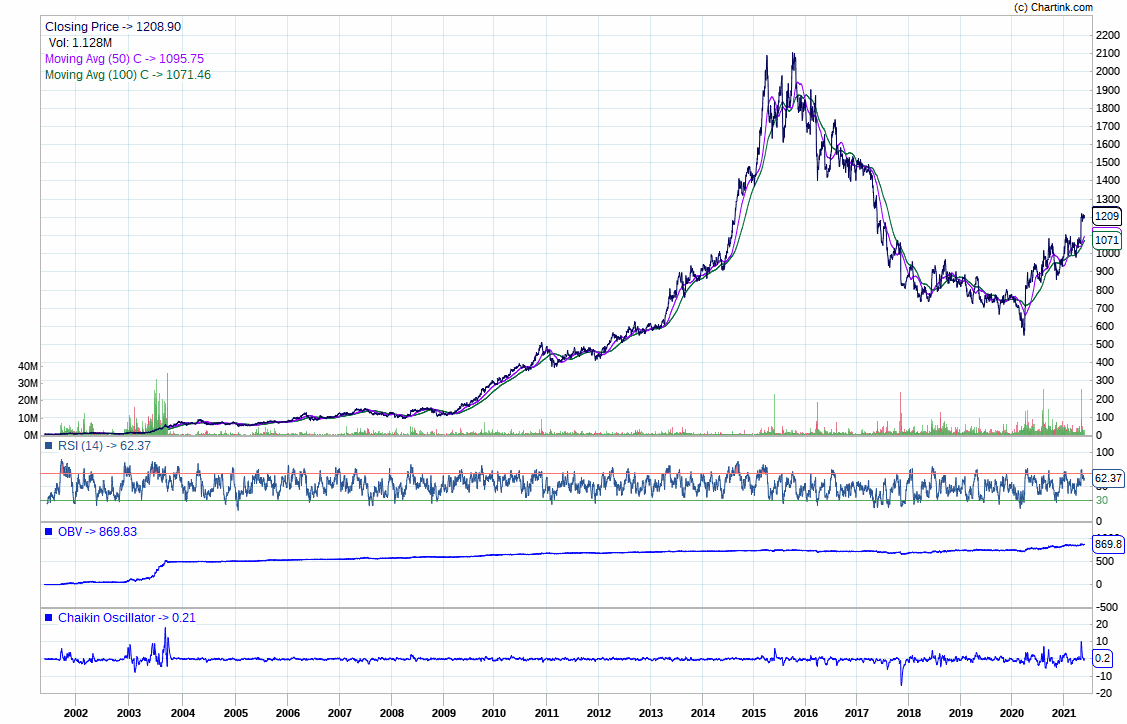 (c) Chartink.com
Closing Price -> 1208.90
Vol: 1.128M
Moving Avg (50) C -> 1095.75
Moving Avg (100) C -> 1071.46
2200
2100
2000
1900
1800
1700
1600
1500
1400
1300
1209
1071
1000
900
800
700
600
500
400
300
200
100
0
40M
30M
20M
10M
0M
RSI (14) -> 62.37
100
62.37
30
0
OBV -> 869.83
869.8
500
0
-500
Chaikin Oscillator -> 0.21
20
10
0.2
-10
-20
2002 2003 2004 2005 2006 2007 2008 2009 2010 2011 2012 2013 2014 2015 2016 2017 2018 2019 2020 2021